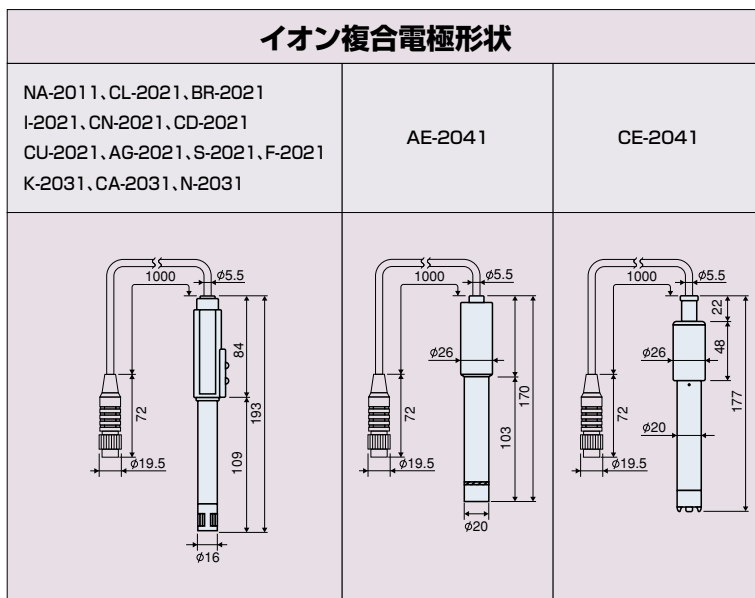 イオン複合電極形状
NA-2011、CL-2021、BR-2021
I-2021、CN-2021、CD-2021
CU-2021、AG-2021、S-2021、F-2021
K-2031、CA-2031、N-2031
AE-2041
CE-2041
1000
φ5.5
84
193
72
109
φ19.5
φ16
1000
φ5.5
φ26
170
72
103
φ19.5
φ20
1000
φ5.5
22
48
φ26
177
72
φ20
φ19.5